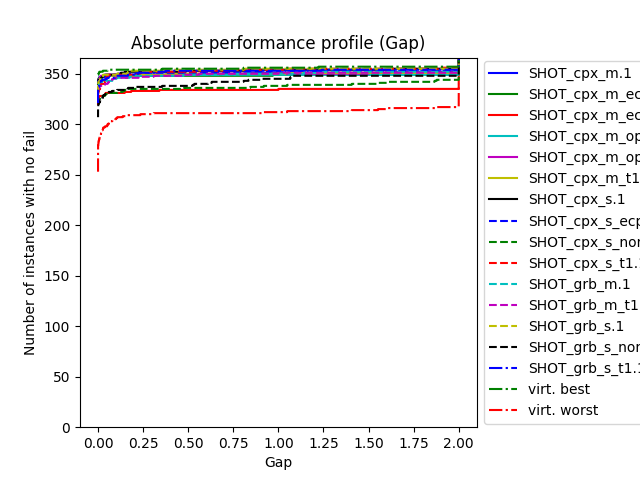 Absolute performance profile (Gap)
Number of instances with no fail
350
300
250
200
150
100
50
0
0.00 0.25 0.50 0.75 1.00 1.25 1.50 1.75 2.00
Gap
SHOT_cpx_m.1
SHOT_cpx_m_ec
SHOT_cpx_m_ec
SHOT_cpx_m_op
SHOT_cpx_m_op
SHOT_cpx_m_t1
SHOT_cpx_s.1
SHOT_cpx_s_ecp
SHOT_cpx_s_nor
SHOT_cpx_s_t1.
SHOT_grb_m.1
SHOT_grb_m_t1
SHOT_grb_s.1
SHOT_grb_s_nor
SHOT_grb_s_t1.1
virt. best
virt. worst